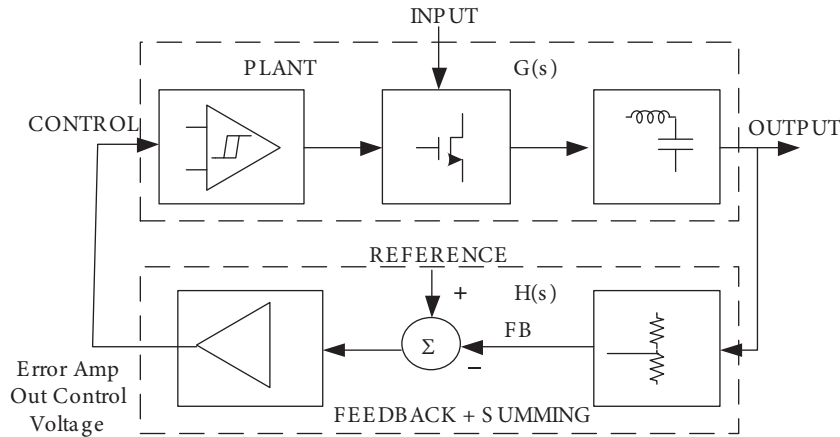 INPUT
PLANT
G(s)
CONTROL
OUTPUT
REFERENCE
+
H(s)
FB
Σ
−
Error Amp
Out Control
Voltage
FEEDBACK + SUMMING